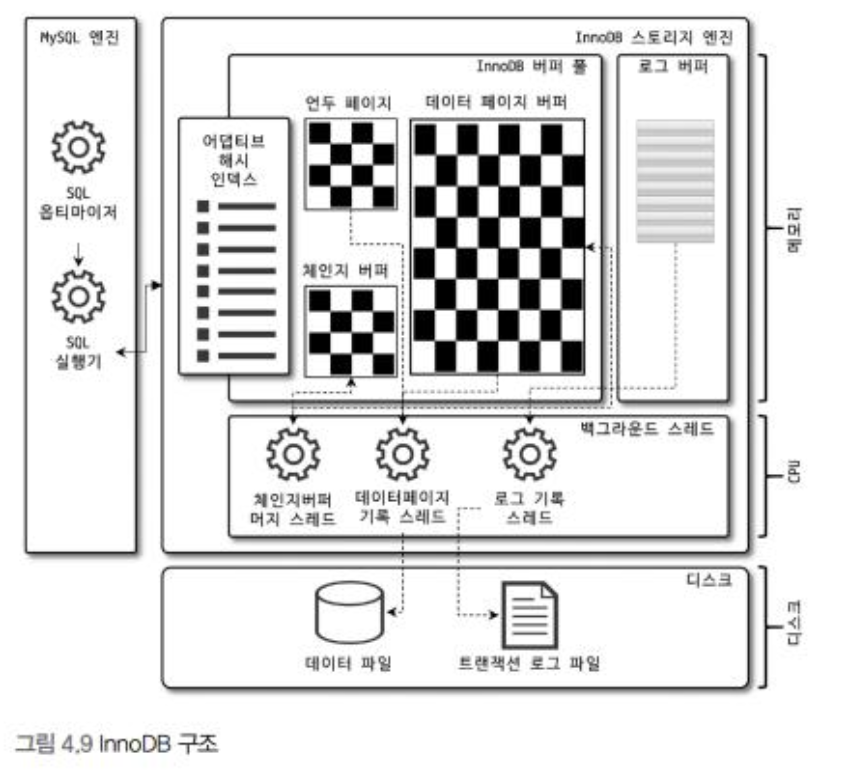 MySQL 엔진
SQL
옵티마이저
SQL
실행기
InnoDB 스토리지 엔진
InnoDB 버퍼 풀
로그 버퍼
어댑티브
해시
인덱스
언두 페이지
데이터 페이지 버퍼
체인지 버퍼
메모리
백그라운드 스레드
체인지버퍼
머지 스레드
데이터페이지
기록 스레드
로그 기록
스레드
CPU
디스크
데이터 파일
트랜잭션 로그 파일
디스크
그림 4.9 InnoDB 구조